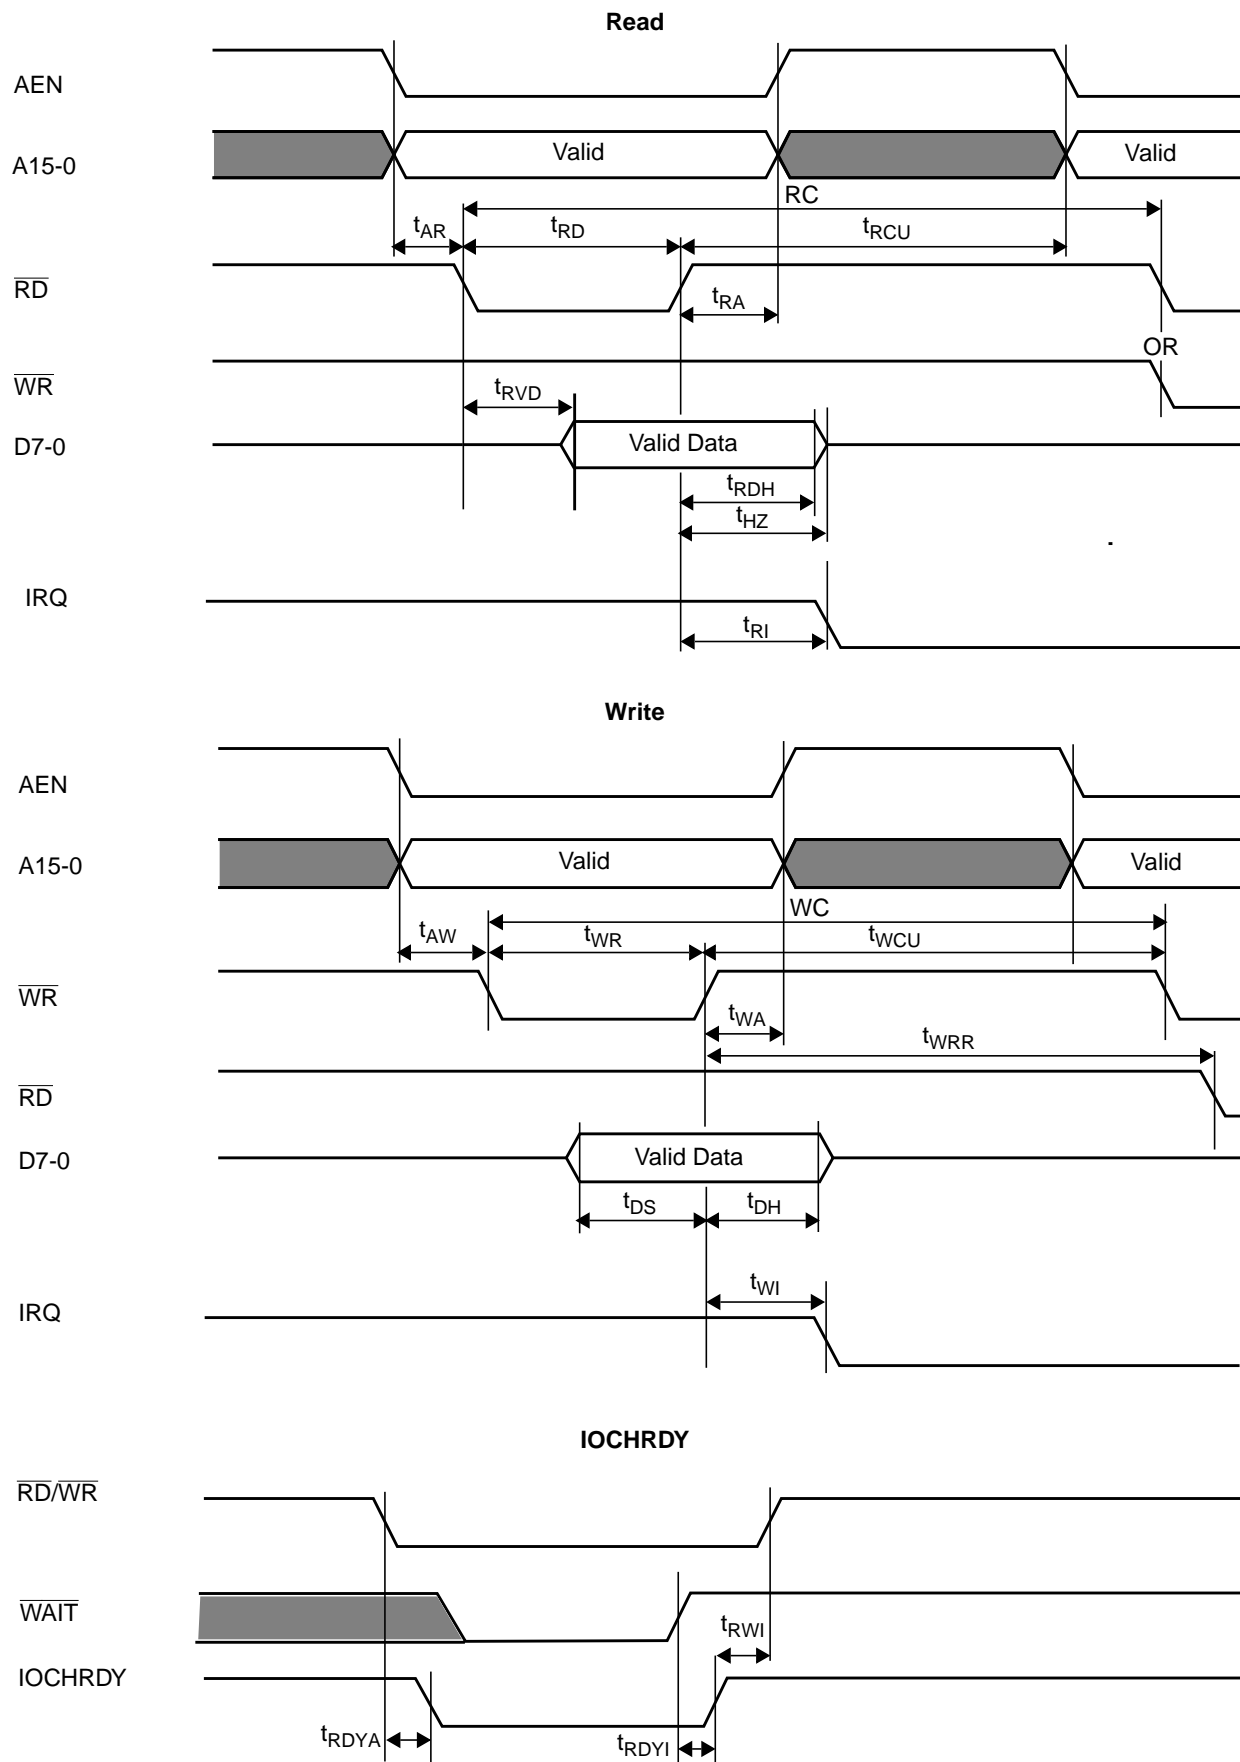 Read
AEN
A15-0
Valid
Valid
RC
tAR
tRD
tRCU
RD
tRA
OR
WR
tRVD
D7-0
Valid Data
tRDH
tHZ
IRQ
tRI
Write
AEN
A15-0
Valid
Valid
WC
tAW
tWR
tWCU
WR
tWA
tWRR
RD
D7-0
Valid Data
tDS
tDH
tWI
IRQ
IOCHRDY
RD/WR
WAIT
tRWI
IOCHRDY
tRDYA
tRDYI